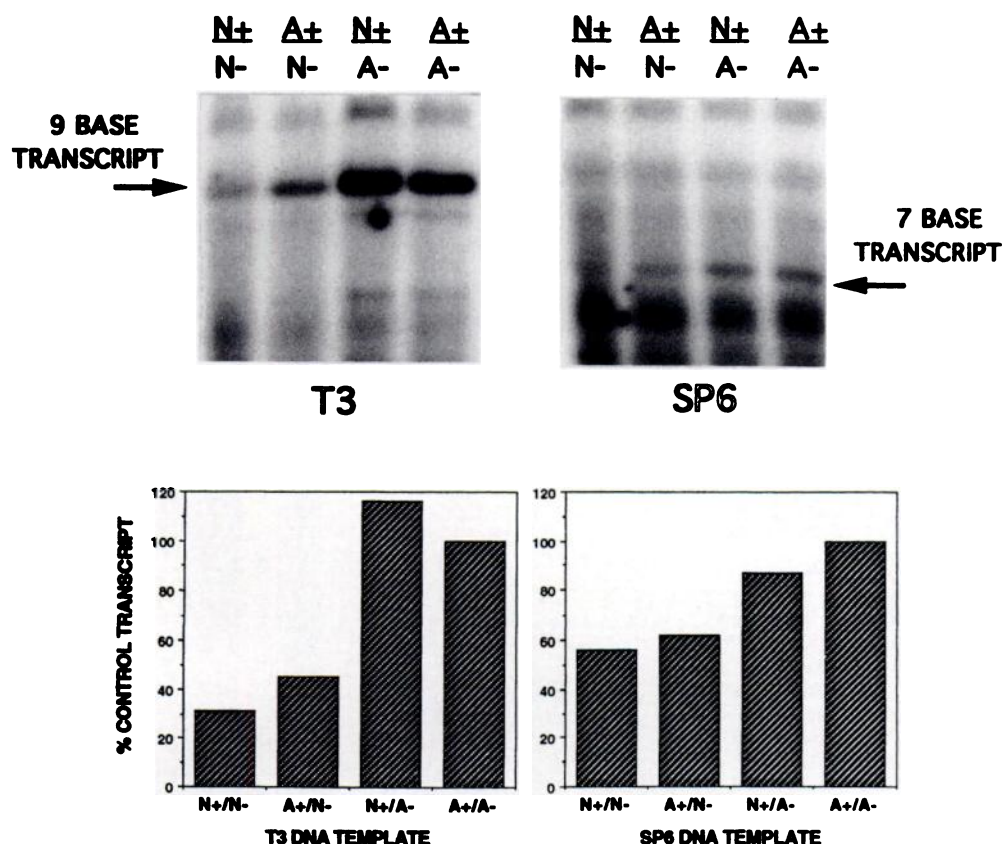 N+ A+ N+ A+
N- N- A- A-
N+ A+ N+ A+
N- N- A- A-
9 BASE
TRANSCRIPT
7 BASE
TRANSCRIPT
T3
SP6
% CONTROL TRANSCRIPT
120
100
80
60
40
20
0
N+/N- A+/N- N+/A- A+/A-
T3 DNA TEMPLATE
120
100
80
60
40
20
0
N+/N- A+/N- N+/A- A+/A-
SP6 DNA TEMPLATE